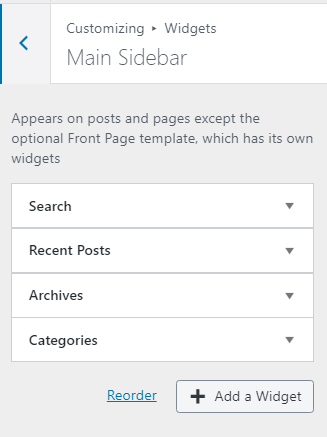 Customizing ▸ Widgets
Main Sidebar
Appears on posts and pages except the
optional Front Page template, which has its own
widgets
Search
Recent Posts
Archives
Categories
Reorder
Add a Widget